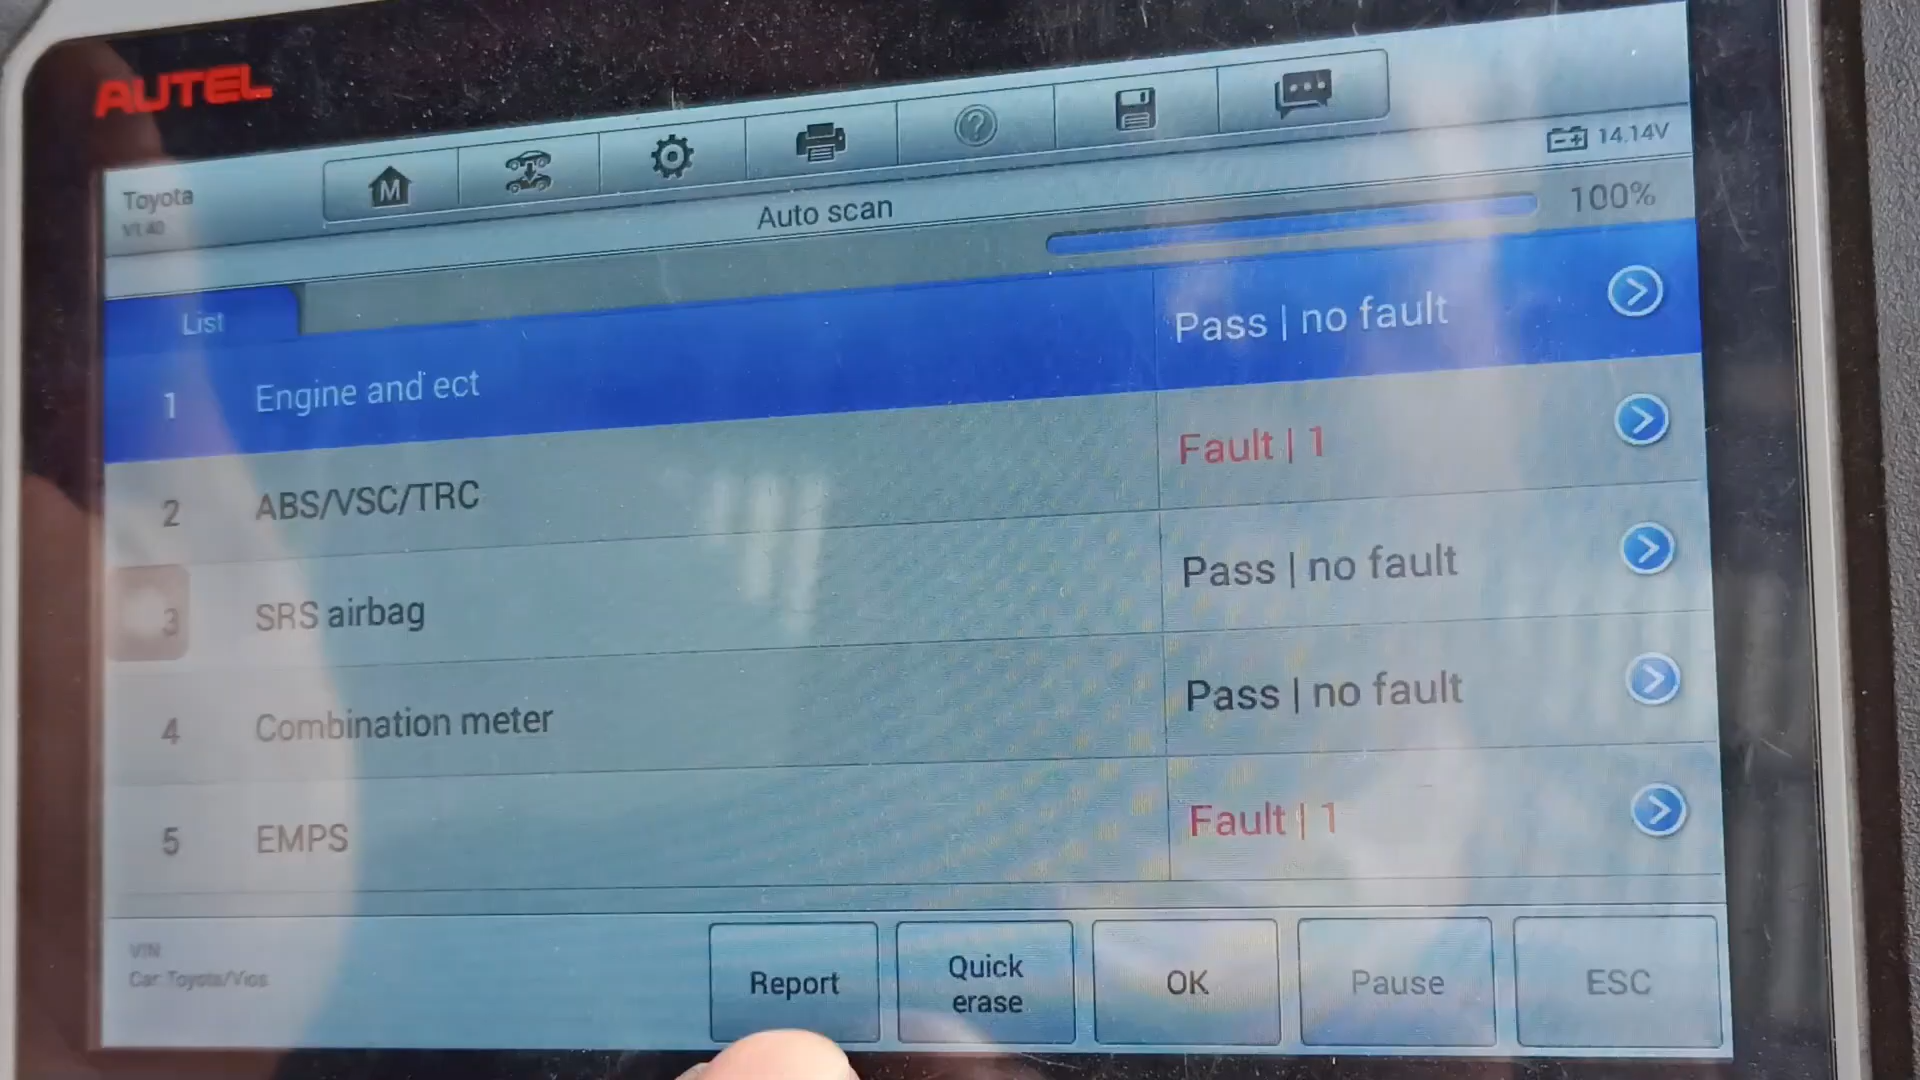 AUTEL
Toyota
V1.40
M
?
14.14V
Auto scan
100%
List
1 Engine and ect Pass | no fault
2 ABS/VSC/TRC Fault | 1
3 SRS airbag Pass | no fault
4 Combination meter Pass | no fault
5 EMPS Fault | 1
VIN
Car: Toyota/Vios
Report
Quick
erase
OK
Pause
ESC